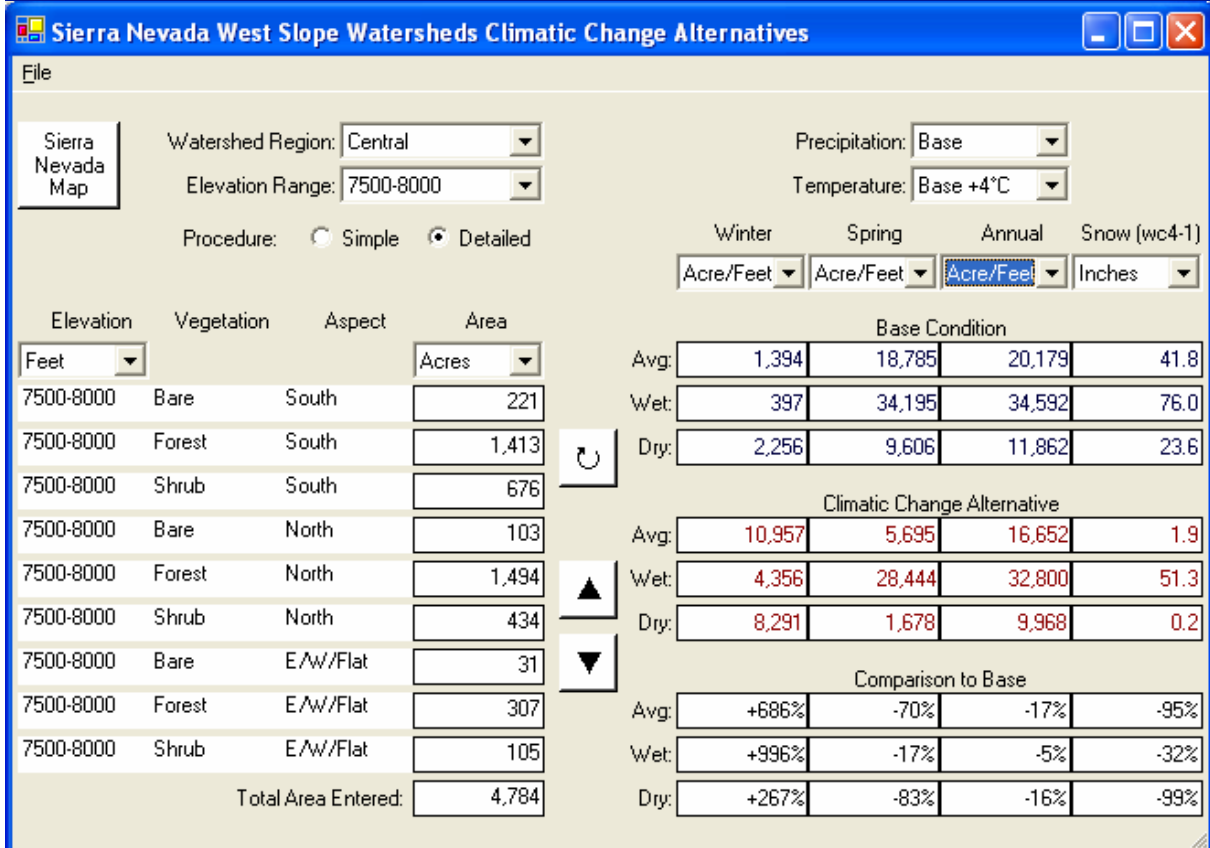 Sierra Nevada West Slope Watersheds Climatic Change Alternatives
File
Sierra
Nevada
Map
Watershed Region: Central
Elevation Range: 7500-8000
Procedure: Simple Detailed
Precipitation: Base
Temperature: Base +4°C
Winter Spring Annual Snow (wc4-1)
Acre/Feet Acre/Feet Acre/Feet Inches
Elevation Vegetation Aspect Area
Feet Acres
7500-8000 Bare South 221
7500-8000 Forest South 1,413
7500-8000 Shrub South 676
7500-8000 Bare North 103
7500-8000 Forest North 1,494
7500-8000 Shrub North 434
7500-8000 Bare E/W/Flat 31
7500-8000 Forest E/W/Flat 307
7500-8000 Shrub E/W/Flat 105
Total Area Entered: 4,784
Base Condition
Avg: 1,394 18,785 20,179 41.8
Wet: 397 34,195 34,592 76.0
Dry: 2,256 9,606 11,862 23.6
Climatic Change Alternative
Avg: 10,957 5,695 16,652 1.9
Wet: 4,356 28,444 32,800 51.3
Dry: 8,291 1,678 9,968 0.2
Comparison to Base
Avg: +686% -70% -17% -95%
Wet: +996% -17% -5% -32%
Dry: +267% -83% -16% -99%